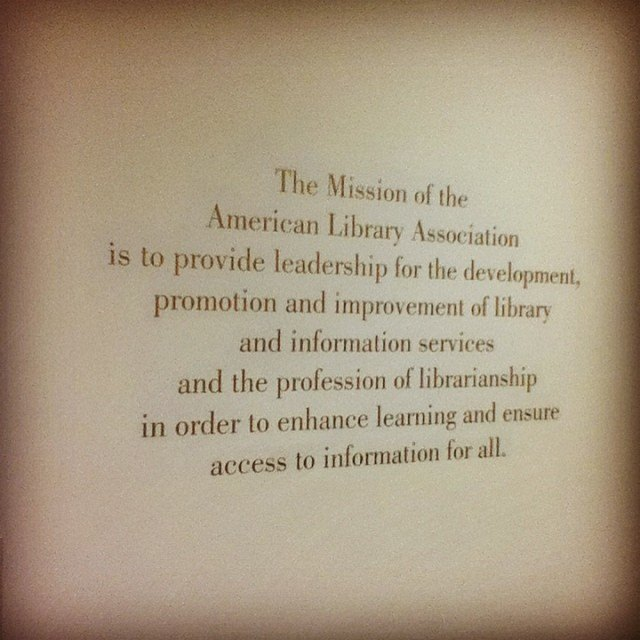 The Mission of the
American Library Association
is to provide leadership for the development,
promotion and improvement of library
and information services
and the profession of librarianship
in order to enhance learning and ensure
access to information for all.